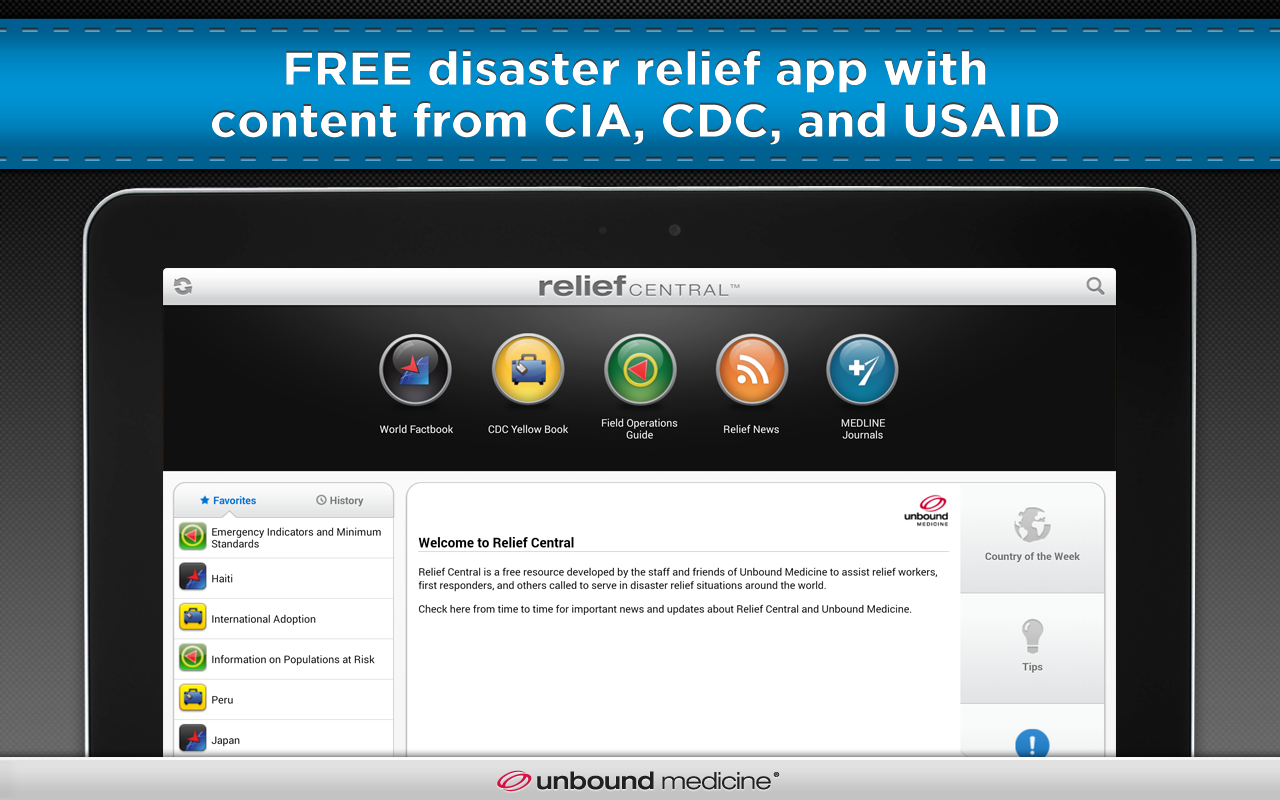 FREE disaster relief app with
content from CIA, CDC, and USAID
relief CENTRAL™
World Factbook
CDC Yellow Book
Field Operations
Guide
Relief News
MEDLINE
Journals
Favorites
History
Emergency Indicators and Minimum
Standards
Haiti
International Adoption
Information on Populations at Risk
Peru
Japan
unbound
MEDICINE
Welcome to Relief Central
Relief Central is a free resource developed by the staff and friends of Unbound Medicine to assist relief workers,
first responders, and others called to serve in disaster relief situations around the world.
Check here from time to time for important news and updates about Relief Central and Unbound Medicine.
Country of the Week
Tips
unbound medicine®